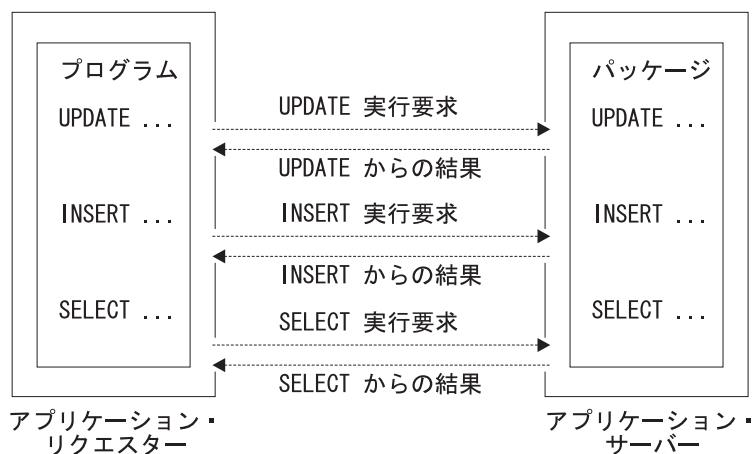 プログラム
UPDATE ...
INSERT ...
SELECT ...
UPDATE 実行要求
UPDATE からの結果
INSERT 実行要求
INSERT からの結果
SELECT 実行要求
SELECT からの結果
パッケージ
UPDATE ...
INSERT ...
SELECT ...
アプリケーション・
リクエスター
アプリケーション・
サーバー